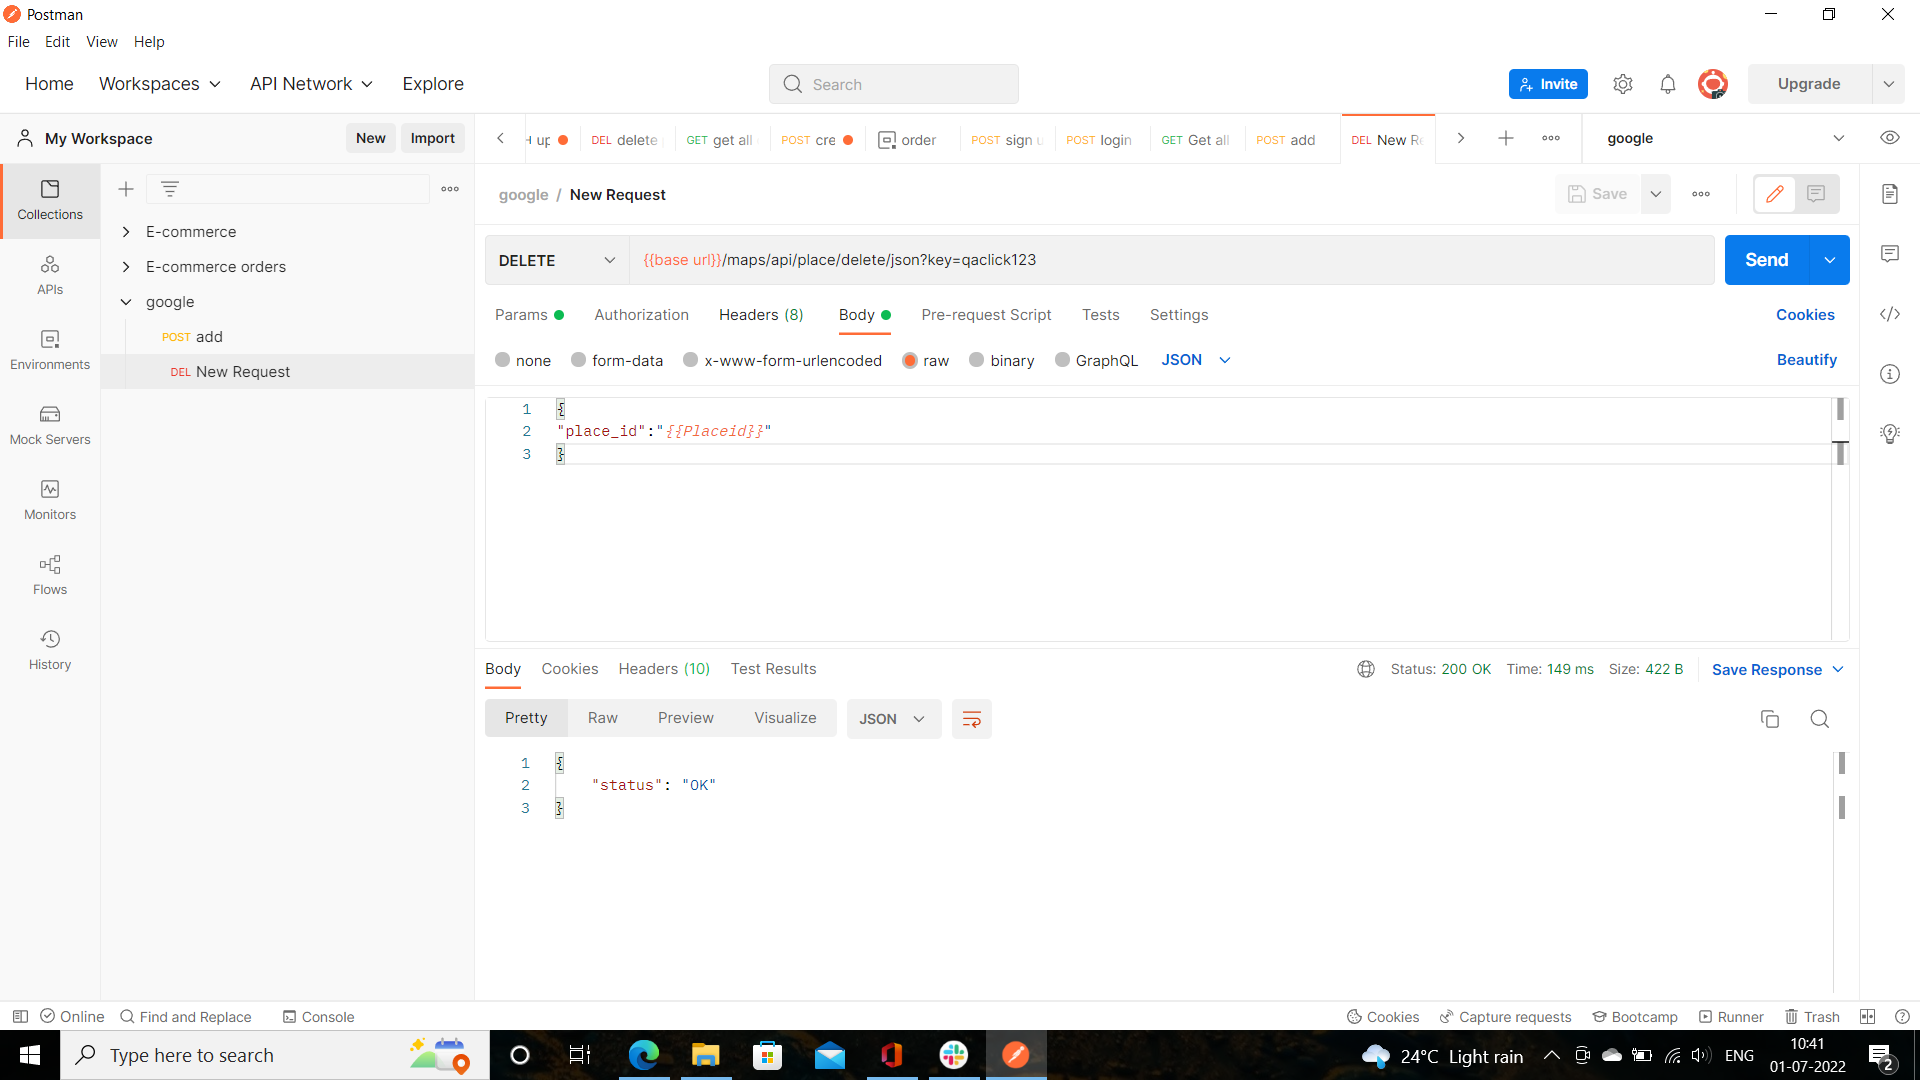 Postman
File Edit View Help
Home Workspaces API Network Explore Search Invite Upgrade
My Workspace New Import
up DEL delete GET get all POST cre order POST sign u POST login GET Get all POST add DEL New Re google
Collections
APIs
Environments
Mock Servers
Monitors
Flows
History
E-commerce
E-commerce orders
google
POST add
DEL New Request
google / New Request Save
DELETE {{base url}}/maps/api/place/delete/json?key=qaclick123 Send
Params Authorization Headers (8) Body Pre-request Script Tests Settings Cookies
none form-data x-www-form-urlencoded raw binary GraphQL JSON Beautify
1 {
2 "place_id":"{{Placeid}}"
3 }
Body Cookies Headers (10) Test Results Status: 200 OK Time: 149 ms Size: 422 B Save Response
Pretty Raw Preview Visualize JSON
1 {
2 "status": "OK"
3 }
Online Find and Replace Console Cookies Capture requests Bootcamp Runner Trash
Type here to search 24°C Light rain ENG 10:41
01-07-2022 2